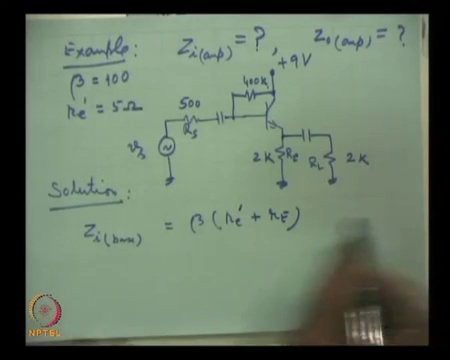 Example: Zi(amp) = ?, Zo(amp) = ?
β = 100
re' = 5Ω
+9V
400K
500
Rs
vs
2K RE
RL 2K
Solution:
Zi(base) = β (re' + rE)
NPTEL